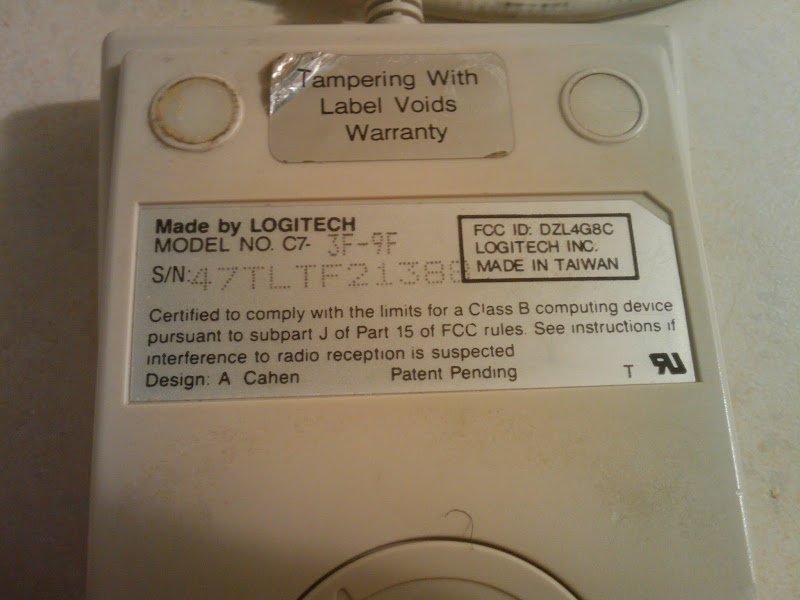 Tampering With
Label Voids
Warranty
Made by LOGITECH
MODEL NO. C7- 3F-9F
S/N:
FCC ID: DZL4G8C
LOGITECH INC.
MADE IN TAIWAN
Certified to comply with the limits for a Class B computing device
pursuant to subpart J of Part 15 of FCC rules. See instructions if
interference to radio reception is suspected
Design: A Cahen Patent Pending T